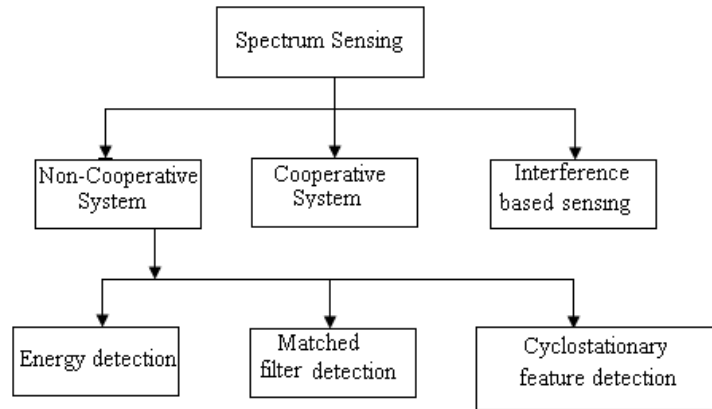 Spectrum Sensing
Non-Cooperative
System
Cooperative
System
Interference
based sensing
Energy detection
Matched
filter detection
Cyclostationary
feature detection